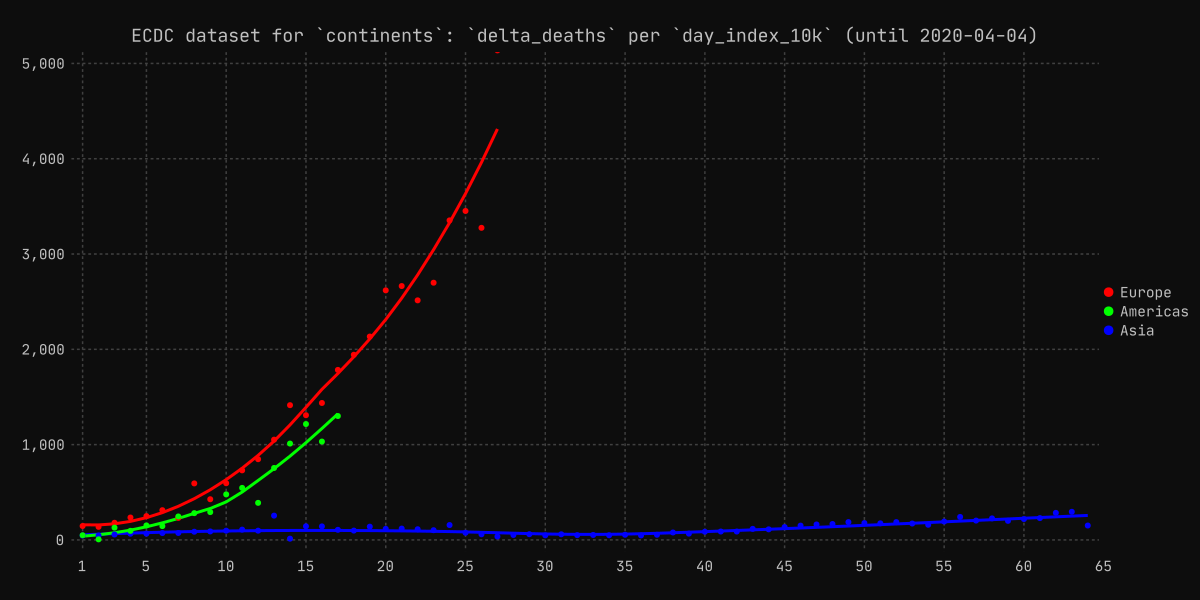 ECDC dataset for `continents`: `delta_deaths` per `day_index_10k` (until 2020-04-04)
5,000
4,000
3,000
2,000
1,000
0
Europe
Americas
Asia
1 5 10 15 20 25 30 35 40 45 50 55 60 65